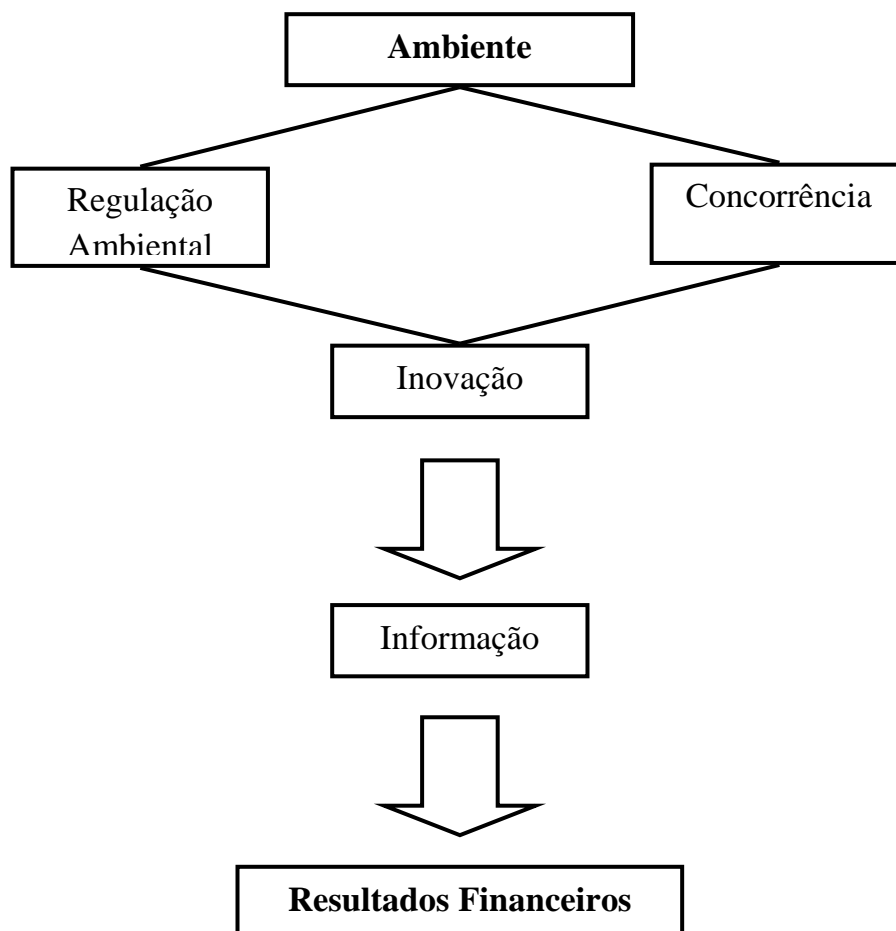 Ambiente
Regulação
Ambiental
Concorrência
Inovação
Informação
Resultados Financeiros